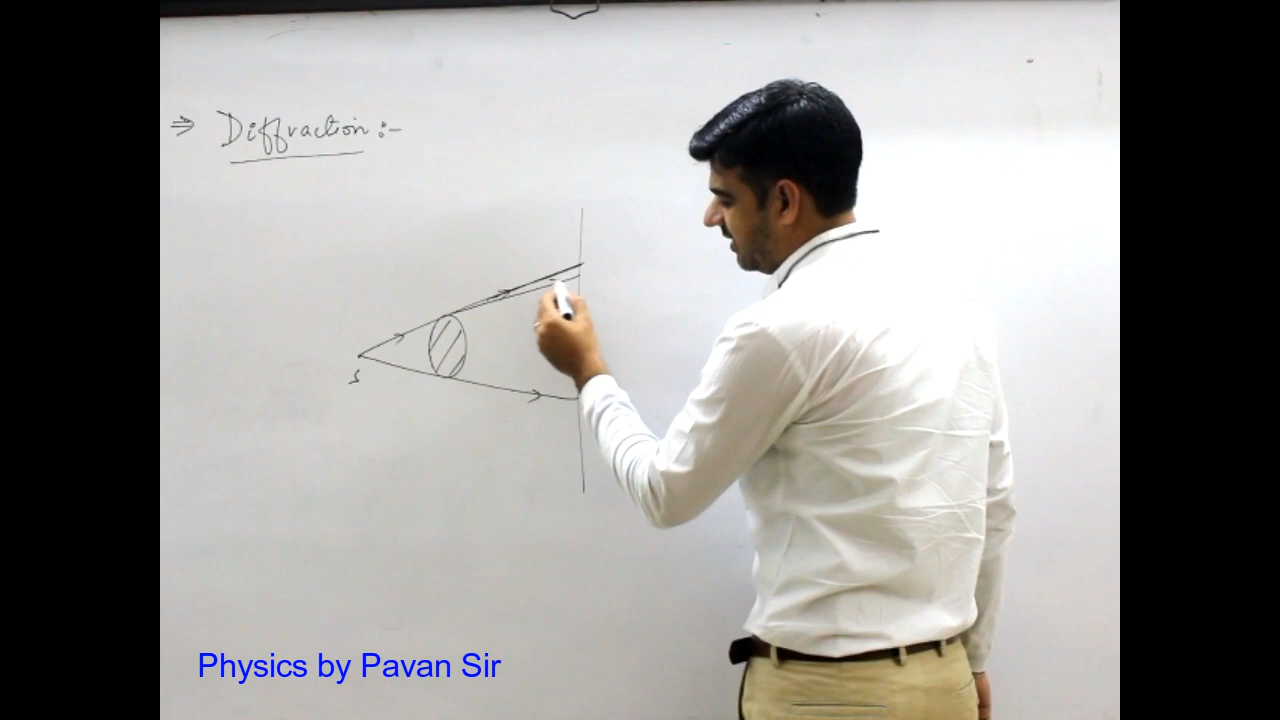 ⇒ Diffraction :-
S
Physics by Pavan Sir